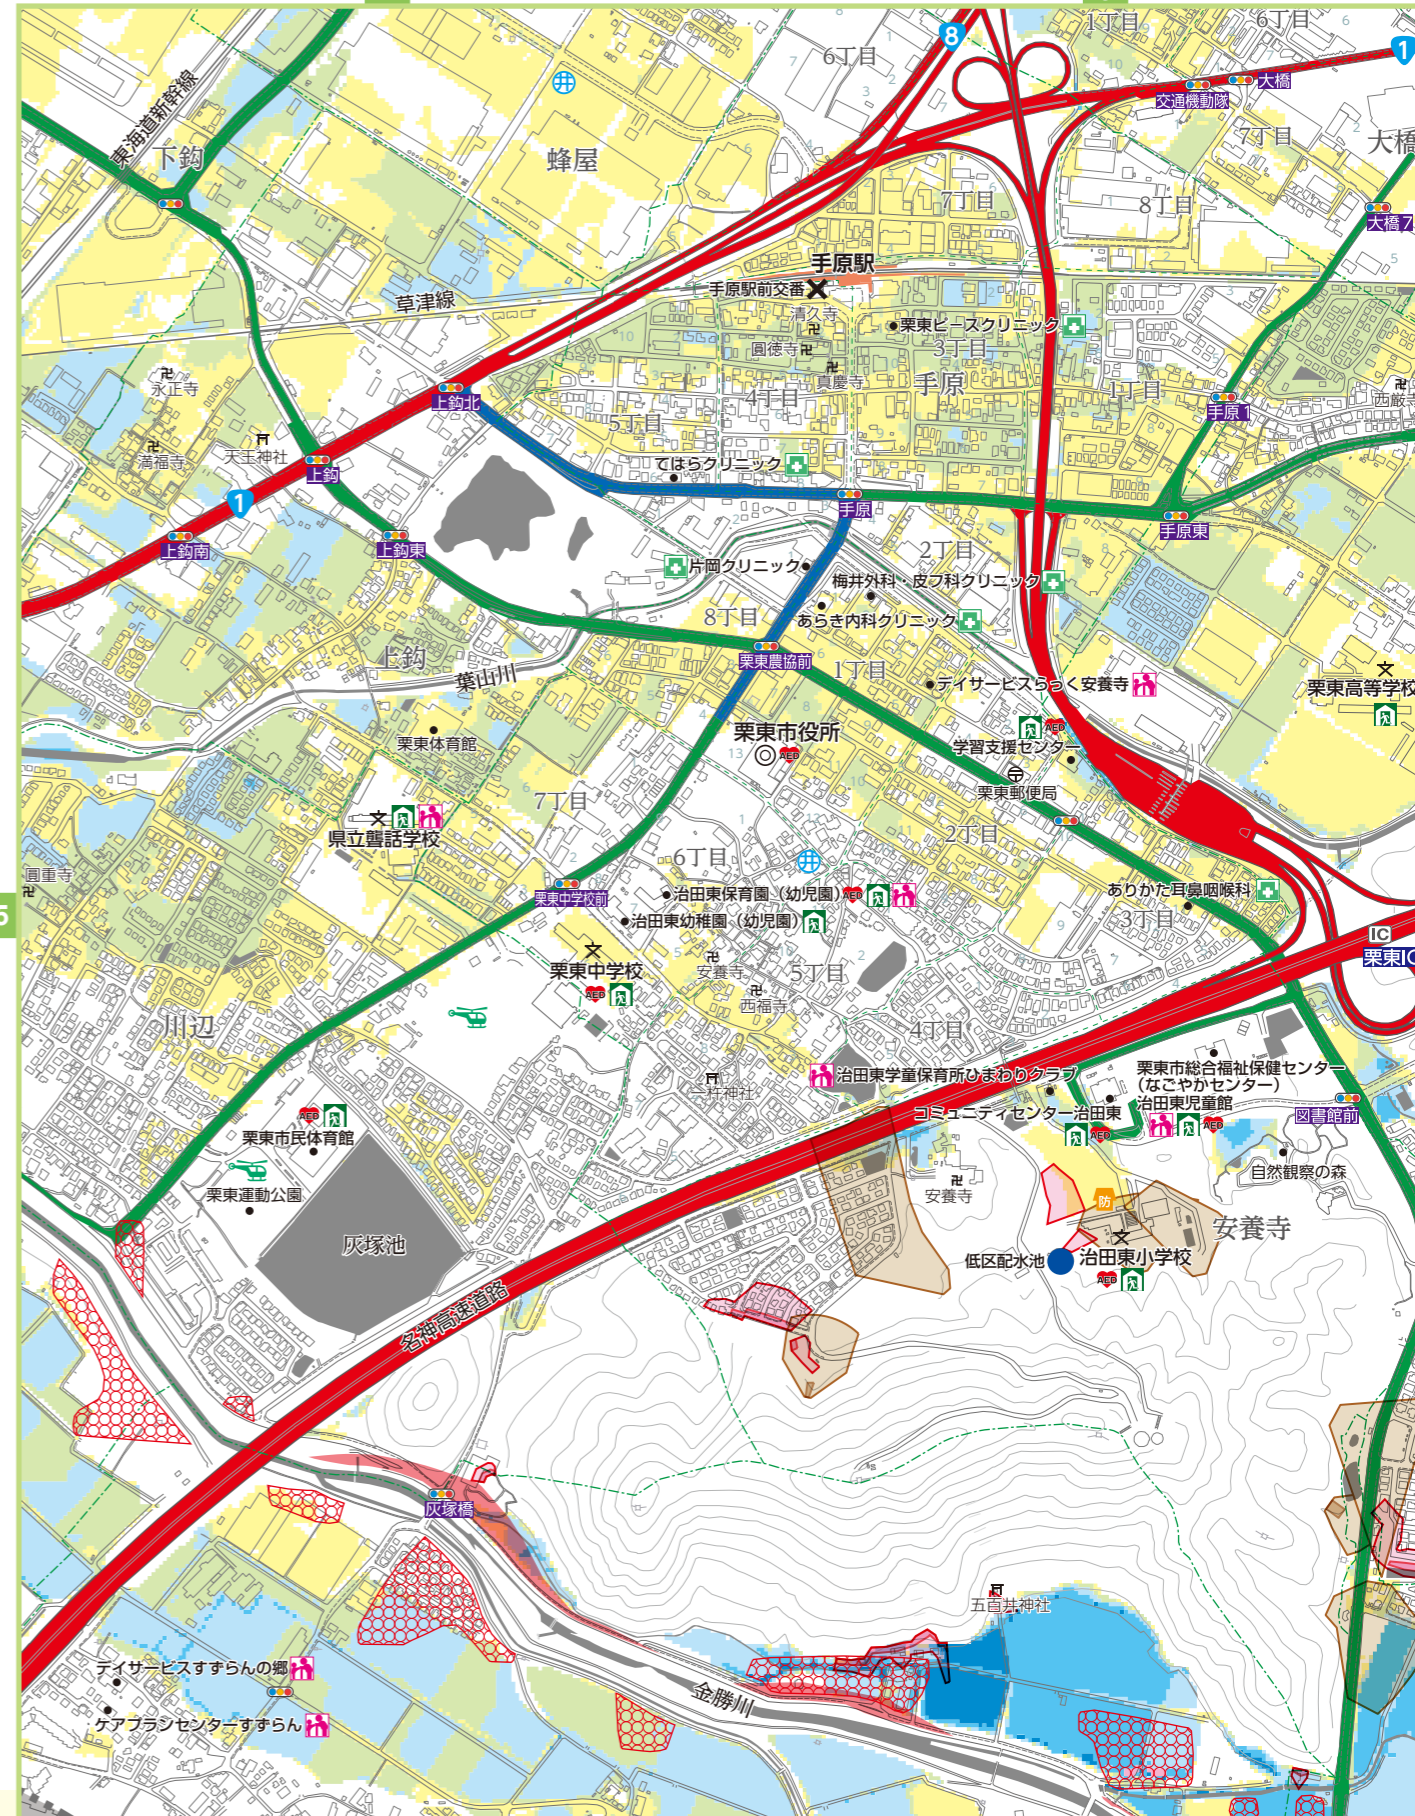 8
1丁目
6丁目
6丁目
1
大橋
交通機動隊
東海道新幹線
下鈎
蜂屋
7丁目
大橋
7丁目
8丁目
大橋7
手原駅
手原駅前交番
草津線
清久寺
栗東ピースクリニック
圓徳寺
3丁目
真慶寺
手原
永正寺
4丁目
1丁目
上鈎北
西厳寺
手原1
5丁目
満福寺
天王神社
てはらクリニック
上鈎
1
手原
上鈎南
上鈎東
手原東
2丁目
片岡クリニック
梅井外科・皮フ科クリニック
8丁目
あらき内科クリニック
上鈎
栗東農協前
葉山川
1丁目
デイサービスらっく安養寺
栗東高等学校
栗東体育館
栗東市役所
AED
AED
学習支援センター
13
栗東郵便局
7丁目
県立聾話学校
2丁目
6丁目
圓重寺
栗東中学校前
治田東保育園（幼児園）
AED
ありかた耳鼻咽喉科
治田東幼稚園（幼児園）
3丁目
5
IC
栗東IC
栗東中学校
安養寺
5丁目
AED
西福寺
川辺
4丁目
治田東学童保育所ひまわりクラブ
栗東市総合福祉保健センター
（なごやかセンター）
治田東児童館
杵神社
コミュニティセンター治田東
図書館前
AED
AED
AED
栗東市民体育館
自然観察の森
栗東運動公園
安養寺
防
安養寺
灰塚池
低区配水池
治田東小学校
AED
名神高速道路
灰塚橋
五百井神社
デイサービスすずらんの郷
金勝川
ケアプランセンターすずらん